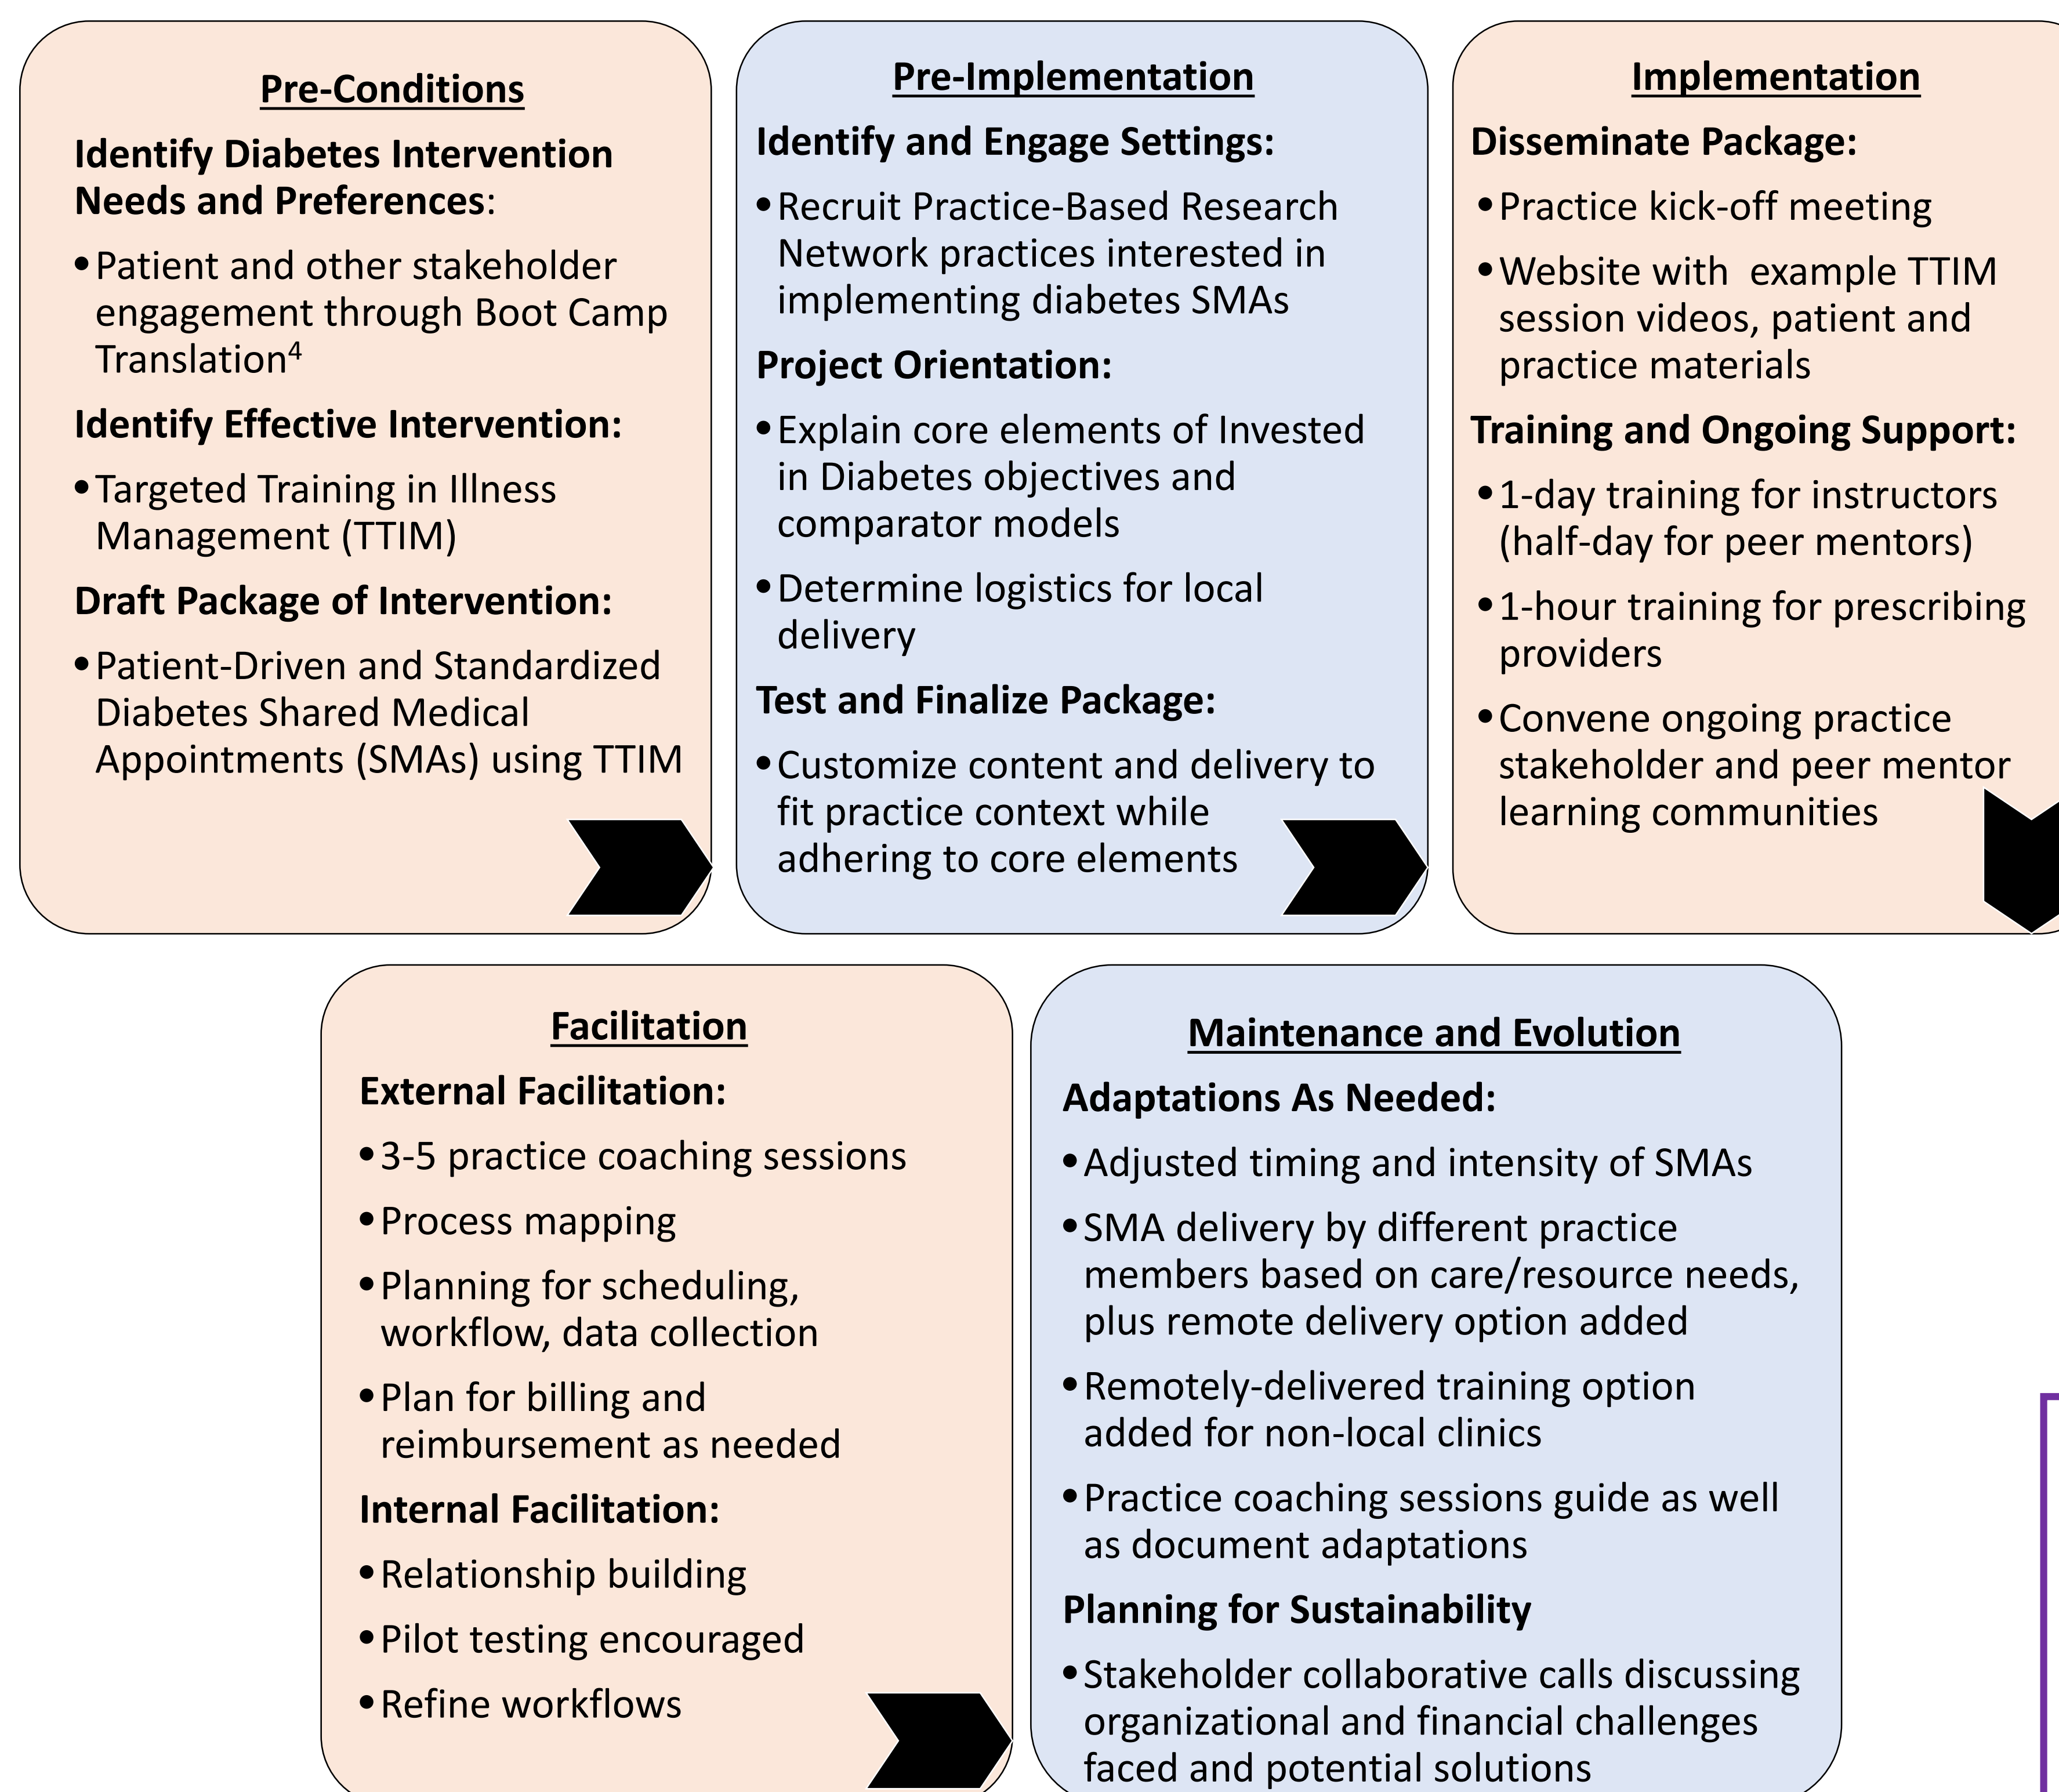 Pre-Conditions
Identify Diabetes Intervention
Needs and Preferences:
•Patient and other stakeholder
engagement through Boot Camp
Translation⁴
Identify Effective Intervention:
•Targeted Training in Illness
Management (TTIM)
Draft Package of Intervention:
•Patient-Driven and Standardized
Diabetes Shared Medical
Appointments (SMAs) using TTIM
Pre-Implementation
Identify and Engage Settings:
•Recruit Practice-Based Research
Network practices interested in
implementing diabetes SMAs
Project Orientation:
•Explain core elements of Invested
in Diabetes objectives and
comparator models
•Determine logistics for local
delivery
Test and Finalize Package:
•Customize content and delivery to
fit practice context while
adhering to core elements
Implementation
Disseminate Package:
•Practice kick-off meeting
•Website with  example TTIM
session videos, patient and
practice materials
Training and Ongoing Support:
•1-day training for instructors
(half-day for peer mentors)
•1-hour training for prescribing
providers
•Convene ongoing practice
stakeholder and peer mentor
learning communities
Facilitation
External Facilitation:
•3-5 practice coaching sessions
•Process mapping
•Planning for scheduling,
workflow, data collection
•Plan for billing and
reimbursement as needed
Internal Facilitation:
•Relationship building
•Pilot testing encouraged
•Refine workflows
Maintenance and Evolution
Adaptations As Needed:
•Adjusted timing and intensity of SMAs
•SMA delivery by different practice
members based on care/resource needs,
plus remote delivery option added
•Remotely-delivered training option
added for non-local clinics
•Practice coaching sessions guide as well
as document adaptations
Planning for Sustainability
•Stakeholder collaborative calls discussing
organizational and financial challenges
faced and potential solutions